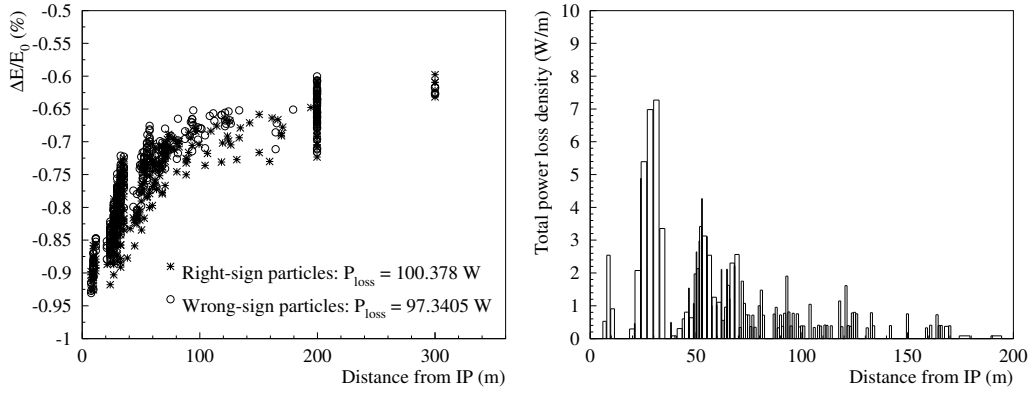 ΔE/E0 (%)
-0.5
-0.55
-0.6
-0.65
-0.7
-0.75
-0.8
-0.85
-0.9
-0.95
-1
Right-sign particles: Ploss = 100.378 W
Wrong-sign particles: Ploss = 97.3405 W
0 100 200 300
Distance from IP (m)
Total power loss density (W/m)
10
9
8
7
6
5
4
3
2
1
0
0 50 100 150 200
Distance from IP (m)